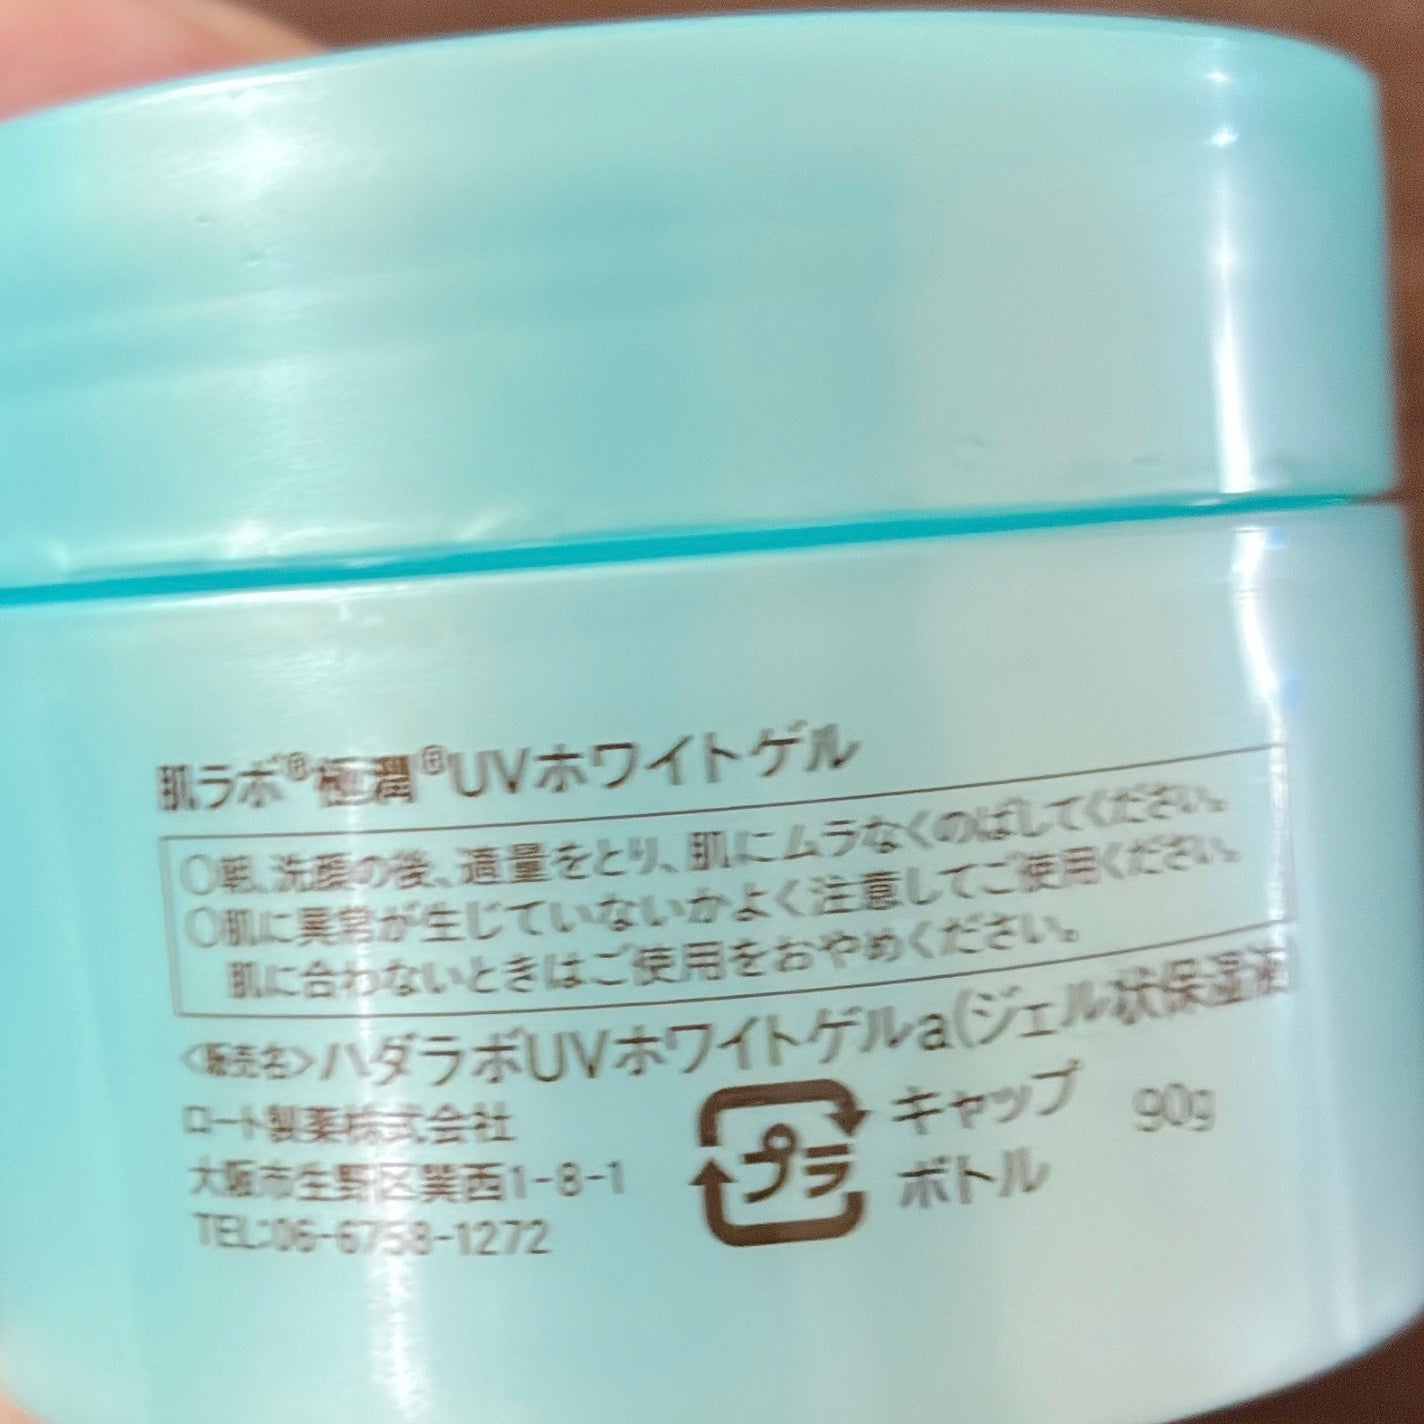 肌ラボ®極潤®UVホワイトゲル
○朝、洗顔の後、適量をとり、肌にムラなくのばしてください。
○肌に異常が生じていないかよく注意してご使用ください。
肌に合わないときはご使用をおやめください。
<販売名>ハダラボUVホワイトゲルa(ジェル状保湿液)
ロート製薬株式会社
大阪市生野区巽西1-8-1
TEL:06-6758-1272
プラ
キャップ
ボトル
90g